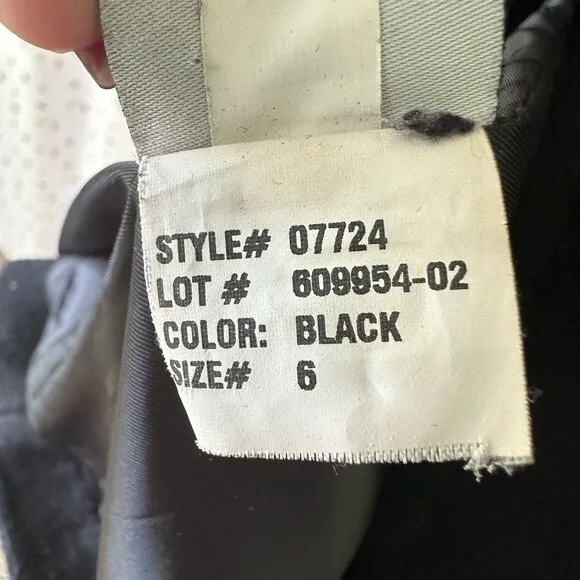 STYLE# 07724
LOT # 609954-02
COLOR: BLACK
SIZE# 6